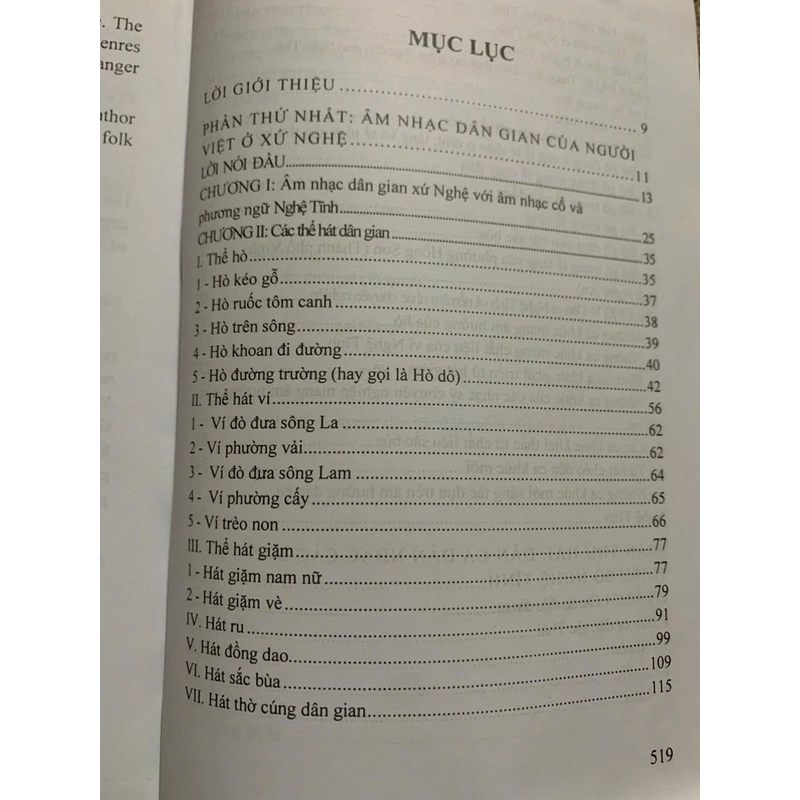 . The
enres
anger
uthor
folk
MỤC LỤC
LỜI GIỚI THIỆU 9
PHẦN THỨ NHẤT: ÂM NHẠC DÂN GIAN CỦA NGƯỜI
VIỆT Ở XỨ NGHỆ 11
LỜI NÓI ĐẦU 13
CHƯƠNG I: Âm nhạc dân gian xứ Nghệ với âm nhạc cổ và
phương ngữ Nghệ Tĩnh 25
CHƯƠNG II: Các thể hát dân gian 35
I. Thể hò 35
1 - Hò kéo gỗ 37
2 - Hò ruốc tôm canh 38
3 - Hò trên sông 39
4 - Hò khoan đi đường 40
5 - Hò đường trường (hay gọi là Hò dô) 42
II. Thể hát ví 56
1 - Ví đò đưa sông La 62
2 - Ví phường vải 62
3 - Ví đò đưa sông Lam 64
4 - Ví phường cấy 65
5 - Ví trèo non 66
III. Thể hát giặm 77
1 - Hát giặm nam nữ 77
2 - Hát giặm vè 79
IV. Hát ru 91
V. Hát đồng dao 99
VI. Hát sắc bùa 109
VII. Hát thờ cúng dân gian 115
519